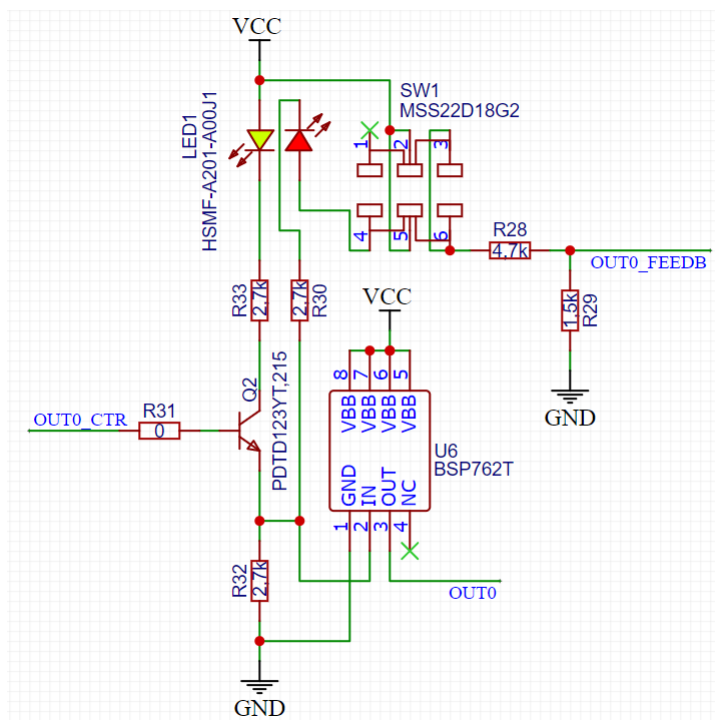 VCC
LED1
HSMF-A201-A00J1
SW1
MSS22D18G2
1
2
3
4
5
6
R28
4,7k
OUT0_FEEDB
1,5k
R29
GND
R33
2,7k
2,7k
R30
VCC
Q2
PDTD123YT,215
OUT0_CTR
R31
0
8
7
6
5
VBB
VBB
VBB
VBB
U6
BSP762T
GND
IN
OUT
NC
1
2
3
4
OUT0
R32
2,7k
GND